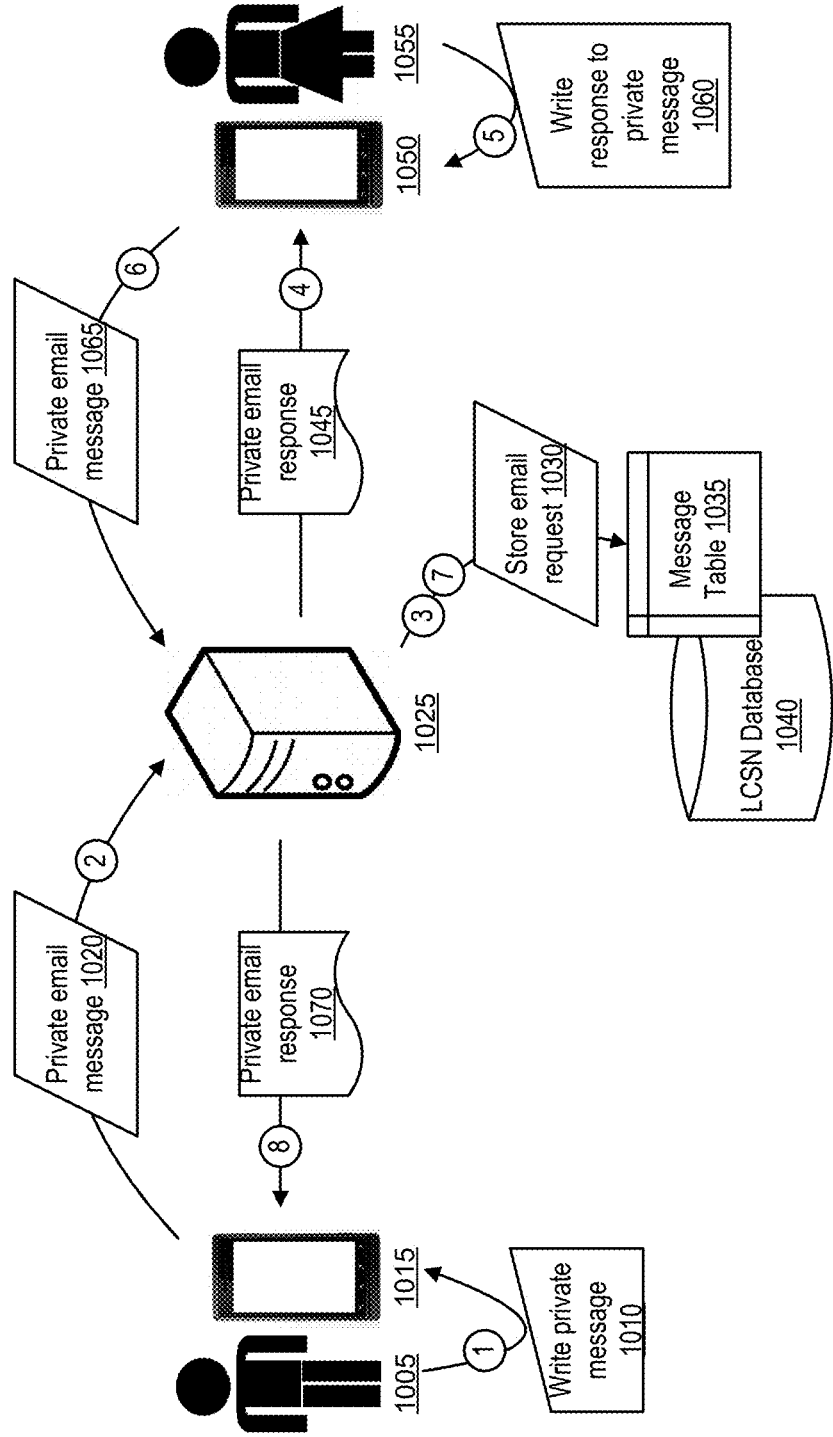 Private email
message 1020
2
Private email
message 1065
6
1005
1015
8
Private email
response
1070
1025
Private email
response
1045
4
1050
1055
1
Write private
message
1010
3
7
Store email
request 1030
Message
Table 1035
LCSN Database
1040
5
Write
response to
private
message
1060